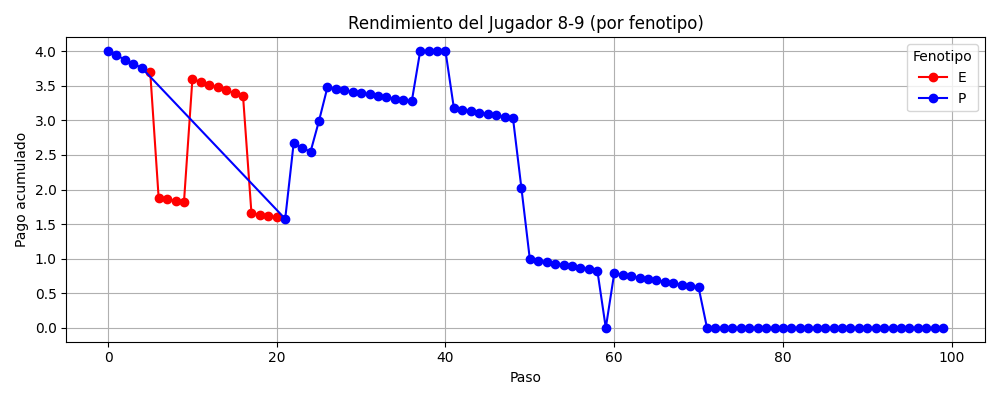 Rendimiento del Jugador 8-9 (por fenotipo)
Pago acumulado
4.0
3.5
3.0
2.5
2.0
1.5
1.0
0.5
0.0
Fenotipo
E
P
0 20 40 60 80 100
Paso